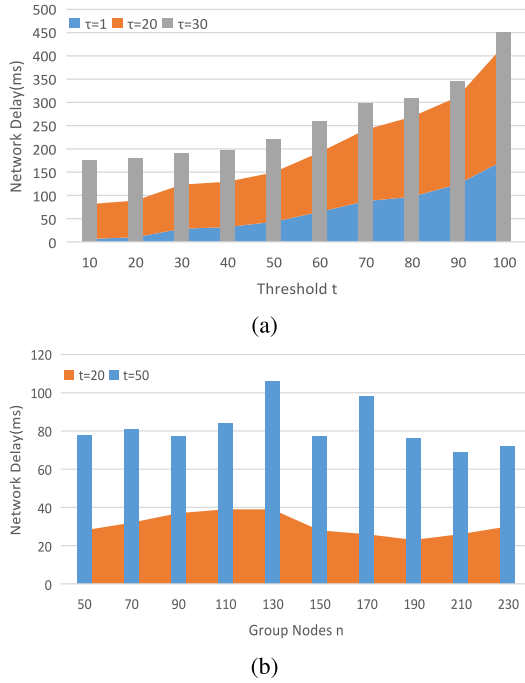 500
450
400
350
300
250
200
150
100
50
0
Network Delay(ms)
τ=1 τ=20 τ=30
10 20 30 40 50 60 70 80 90 100
Threshold t
(a)
120
100
80
60
40
20
0
Network Delay(ms)
t=20 t=50
50 70 90 110 130 150 170 190 210 230
Group Nodes n
(b)